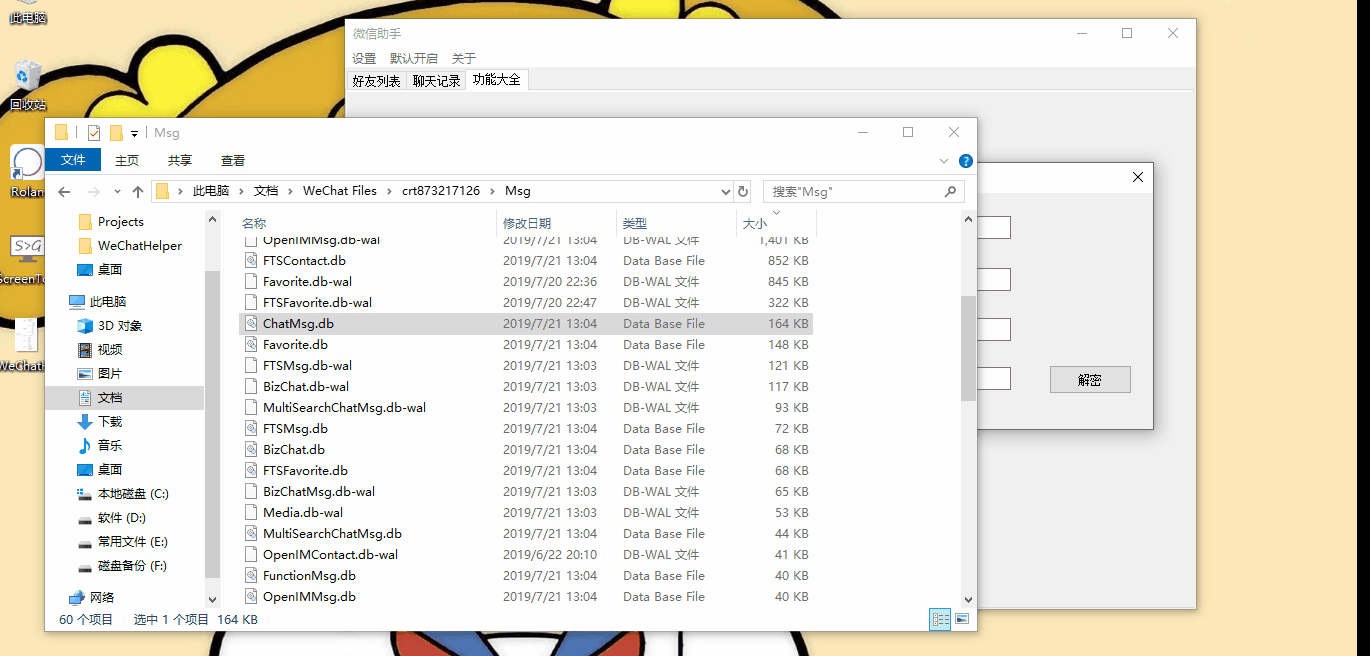 此电脑
回收站
Rolan
ScreenTo
WeChatH
微信助手
设置 默认开启 关于
好友列表 聊天记录 功能大全
解密
Msg
文件 主页 共享 查看
此电脑 文档 WeChat Files crt873217126 Msg
搜索"Msg"
Projects
WeChatHelper
桌面
此电脑
3D 对象
视频
图片
文档
下载
音乐
桌面
本地磁盘 (C:)
软件 (D:)
常用文件 (E:)
磁盘备份 (F:)
网络
名称 修改日期 类型 大小
OpenIMMsg.db-wal 2019/7/21 13:04 DB-WAL 文件 1,401 KB
FTSContact.db 2019/7/21 13:04 Data Base File 852 KB
Favorite.db-wal 2019/7/20 22:36 DB-WAL 文件 845 KB
FTSFavorite.db-wal 2019/7/20 22:47 DB-WAL 文件 322 KB
ChatMsg.db 2019/7/21 13:04 Data Base File 164 KB
Favorite.db 2019/7/21 13:04 Data Base File 148 KB
FTSMsg.db-wal 2019/7/21 13:03 DB-WAL 文件 121 KB
BizChat.db-wal 2019/7/21 13:03 DB-WAL 文件 117 KB
MultiSearchChatMsg.db-wal 2019/7/21 13:03 DB-WAL 文件 93 KB
FTSMsg.db 2019/7/21 13:04 Data Base File 72 KB
BizChat.db 2019/7/21 13:04 Data Base File 68 KB
FTSFavorite.db 2019/7/21 13:04 Data Base File 68 KB
BizChatMsg.db-wal 2019/7/21 13:03 DB-WAL 文件 65 KB
Media.db-wal 2019/7/21 13:03 DB-WAL 文件 53 KB
MultiSearchChatMsg.db 2019/7/21 13:04 Data Base File 44 KB
OpenIMContact.db-wal 2019/6/22 20:10 DB-WAL 文件 41 KB
FunctionMsg.db 2019/7/21 13:04 Data Base File 40 KB
OpenIMMsg.db 2019/7/21 13:04 Data Base File 40 KB
60 个项目 选中 1 个项目 164 KB